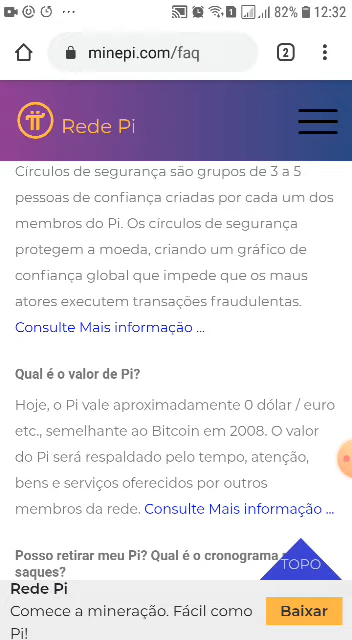 82% 12:32
minepi.com/faq
2
Rede Pi
Círculos de segurança são grupos de 3 a 5
pessoas de confiança criadas por cada um dos
membros do Pi. Os círculos de segurança
protegem a moeda, criando um gráfico de
confiança global que impede que os maus
atores executem transações fraudulentas.
Consulte Mais informação ...
Qual é o valor de Pi?
Hoje, o Pi vale aproximadamente 0 dólar / euro
etc., semelhante ao Bitcoin em 2008. O valor
do Pi será respaldado pelo tempo, atenção,
bens e serviços oferecidos por outros
membros da rede. Consulte Mais informação ...
Posso retirar meu Pi? Qual é o cronograma
saques?
TOPO
Rede Pi
Comece a mineração. Fácil como
Pi!
Baixar